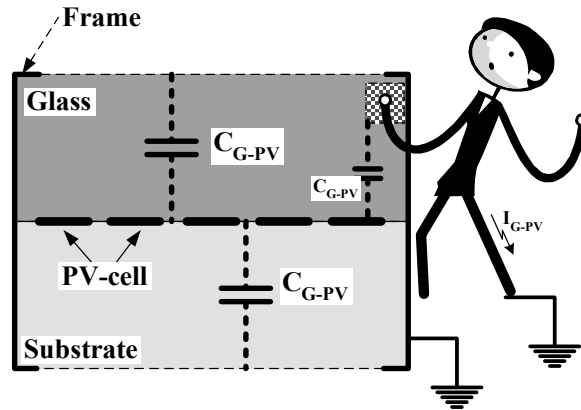 Frame
Glass
C_G-PV
C_G-PV
I_G-PV
PV-cell
C_G-PV
Substrate